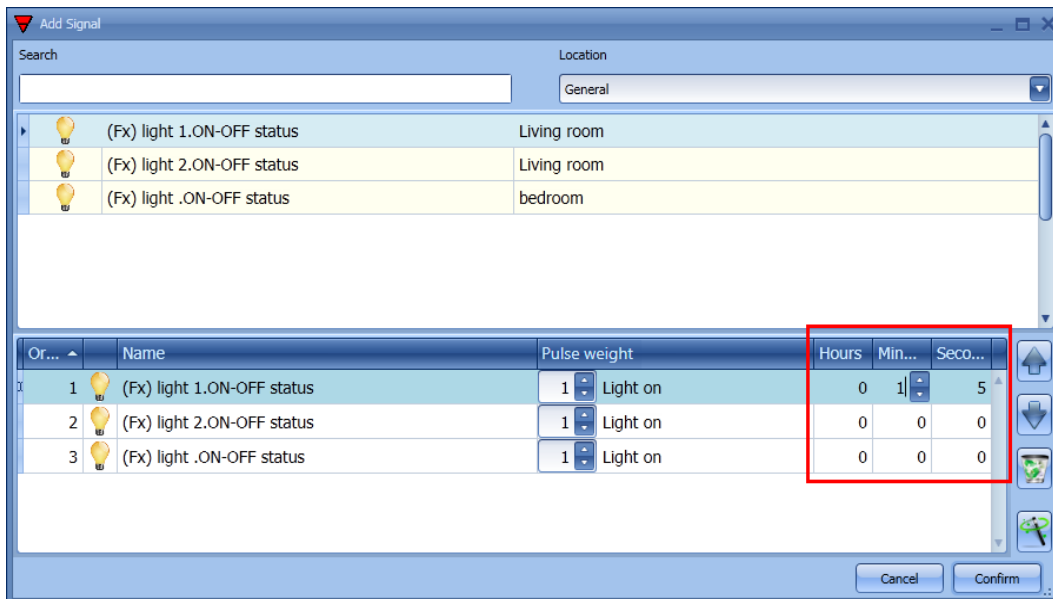 Add Signal
Search Location
General
(Fx) light 1.ON-OFF status Living room
(Fx) light 2.ON-OFF status Living room
(Fx) light .ON-OFF status bedroom
Or... Name Pulse weight Hours Min... Seco...
1 (Fx) light 1.ON-OFF status 1 Light on 0 1 5
2 (Fx) light 2.ON-OFF status 1 Light on 0 0 0
3 (Fx) light .ON-OFF status 1 Light on 0 0 0
Cancel Confirm